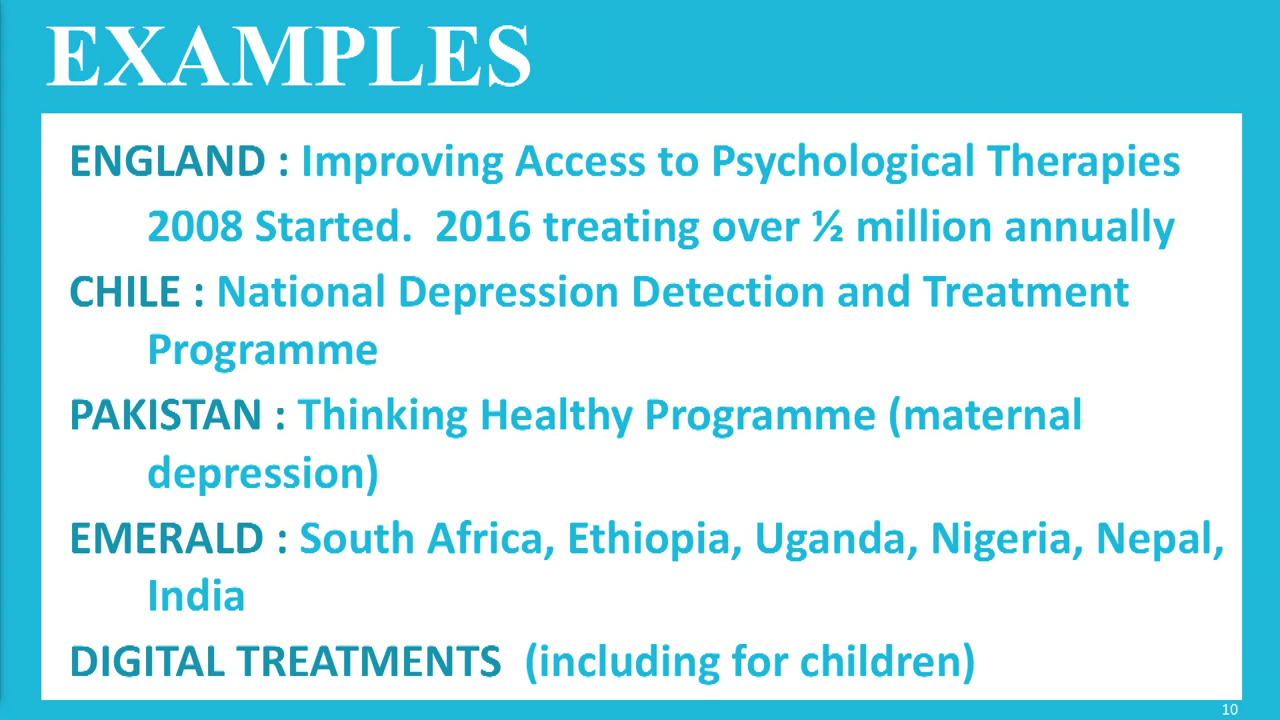 EXAMPLES
ENGLAND : Improving Access to Psychological Therapies
2008 Started.  2016 treating over ½ million annually
CHILE : National Depression Detection and Treatment
Programme
PAKISTAN : Thinking Healthy Programme (maternal
depression)
EMERALD : South Africa, Ethiopia, Uganda, Nigeria, Nepal,
India
DIGITAL TREATMENTS  (including for children)
10